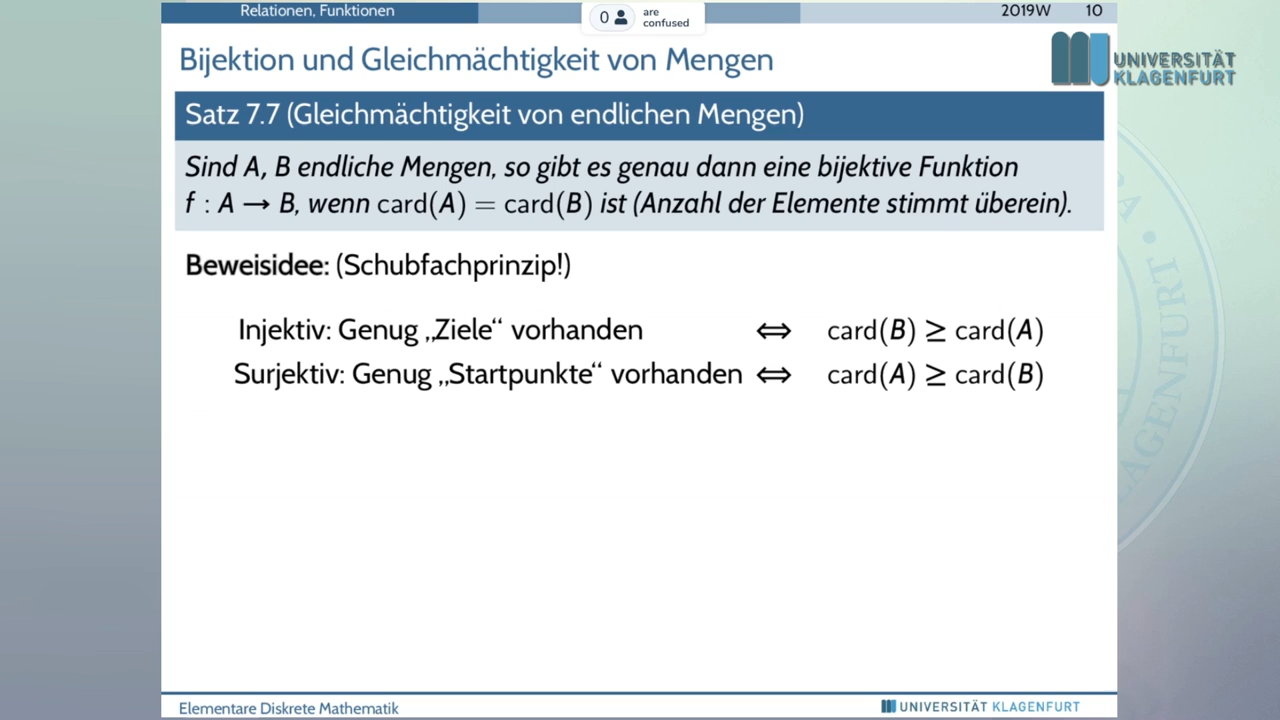 Relationen, Funktionen
0 are confused
2019W 10
Bijektion und Gleichmächtigkeit von Mengen
UNIVERSITÄT
KLAGENFURT
Satz 7.7 (Gleichmächtigkeit von endlichen Mengen)
Sind A, B endliche Mengen, so gibt es genau dann eine bijektive Funktion
f : A → B, wenn card(A) = card(B) ist (Anzahl der Elemente stimmt überein).
Beweisidee: (Schubfachprinzip!)
Injektiv: Genug „Ziele“ vorhanden ⇔ card(B) ≥ card(A)
Surjektiv: Genug „Startpunkte“ vorhanden ⇔ card(A) ≥ card(B)
Elementare Diskrete Mathematik
UNIVERSITÄT KLAGENFURT